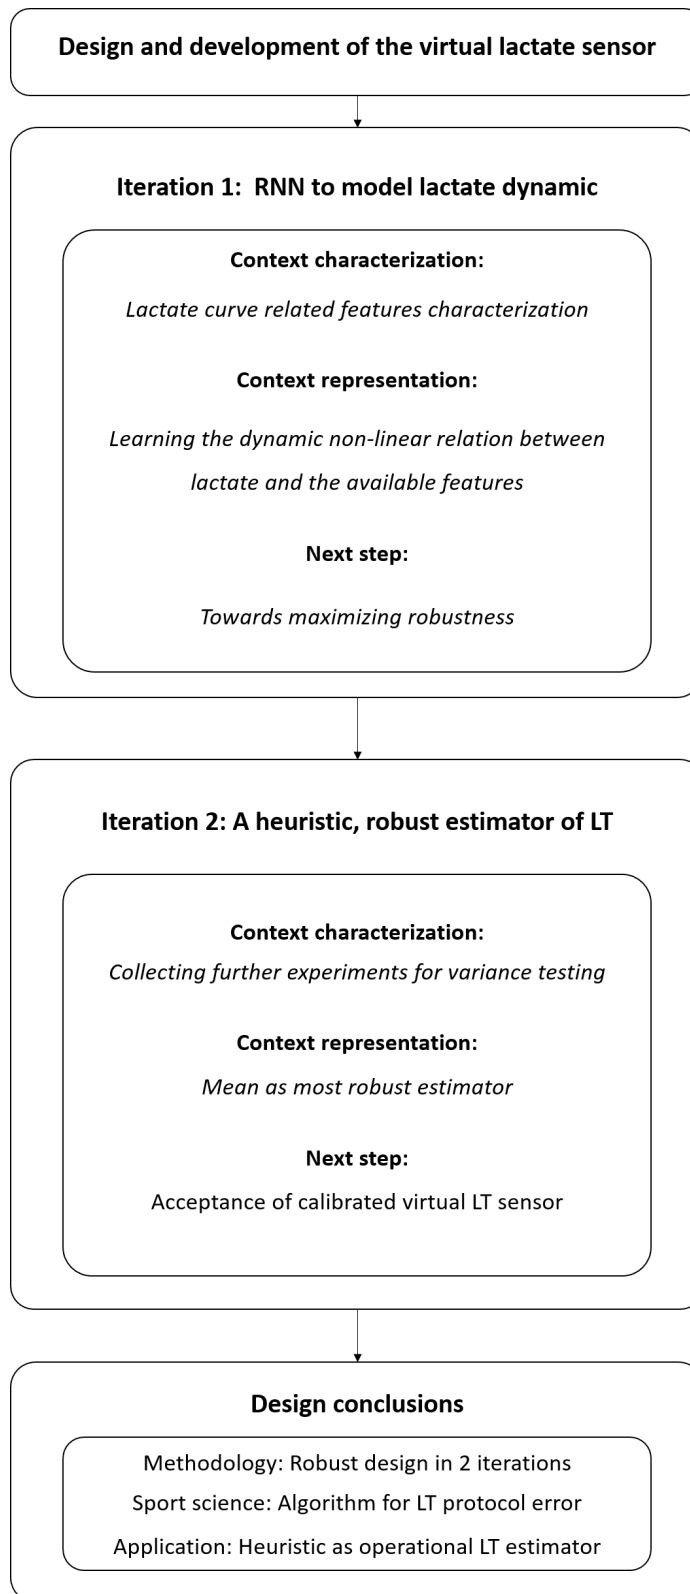 Design and development of the virtual lactate sensor
Iteration 1:  RNN to model lactate dynamic
Context characterization:
Lactate curve related features characterization
Context representation:
Learning the dynamic non-linear relation between
lactate and the available features
Next step:
Towards maximizing robustness
Iteration 2: A heuristic, robust estimator of LT
Context characterization:
Collecting further experiments for variance testing
Context representation:
Mean as most robust estimator
Next step:
Acceptance of calibrated virtual LT sensor
Design conclusions
Methodology: Robust design in 2 iterations
Sport science: Algorithm for LT protocol error
Application: Heuristic as operational LT estimator